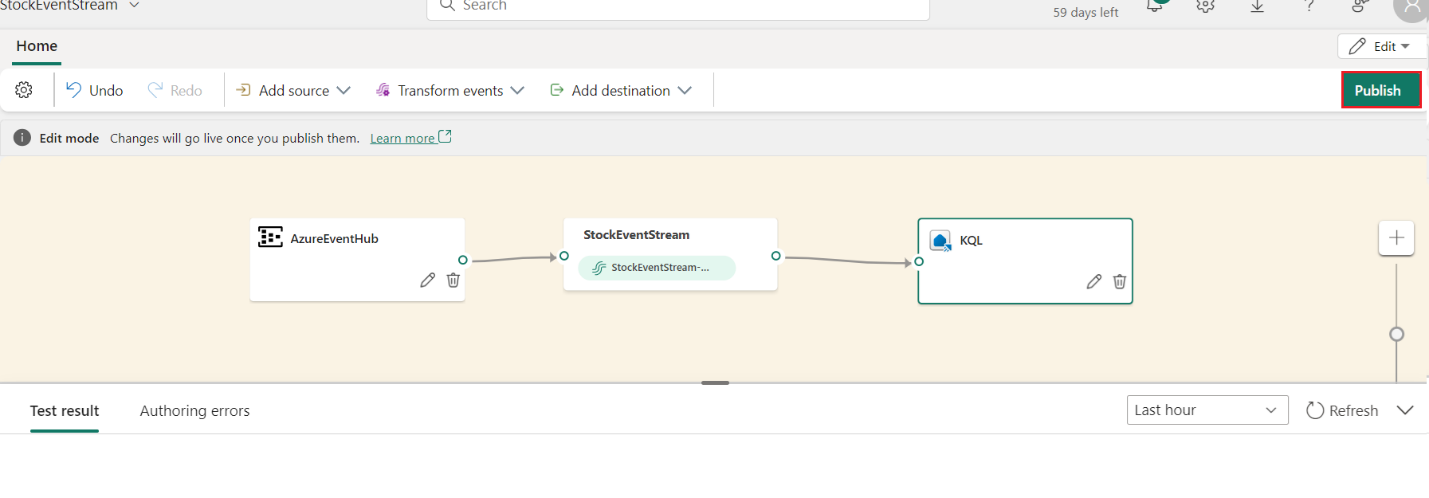 StockEventStream
Search
59 days left
Home
Edit
Undo Redo Add source Transform events Add destination Publish
Edit mode Changes will go live once you publish them. Learn more
AzureEventHub
StockEventStream
StockEventStream-...
KQL
Test result Authoring errors Last hour Refresh